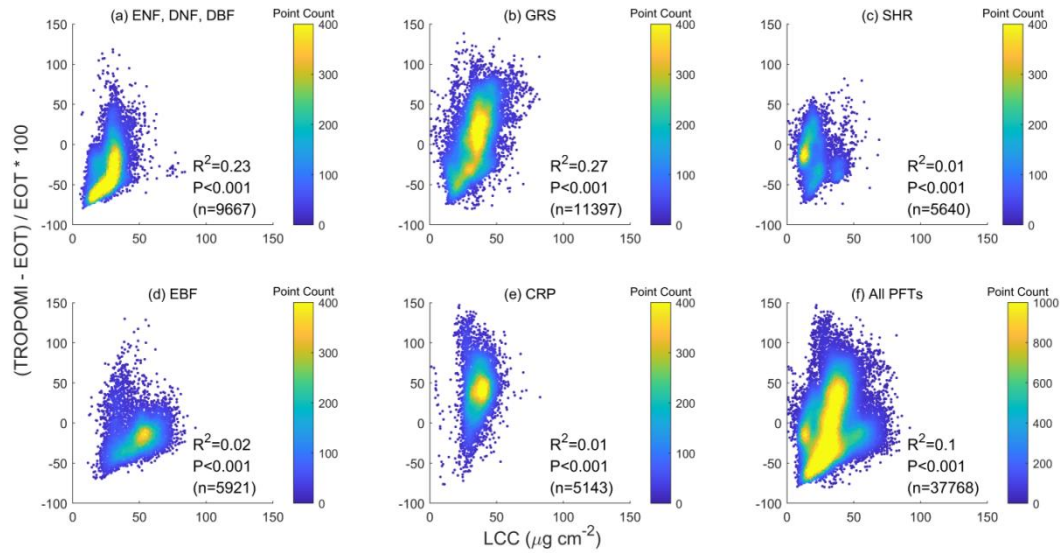 (TROPOMI - EOT) / EOT * 100
(a) ENF, DNF, DBF
Point Count
150
100
50
0
-50
-100
0 50 100 150
R²=0.23
P<0.001
(n=9667)
400
300
200
100
0
(b) GRS
Point Count
150
100
50
0
-50
-100
0 50 100 150
R²=0.27
P<0.001
(n=11397)
400
300
200
100
0
(c) SHR
Point Count
150
100
50
0
-50
-100
0 50 100 150
R²=0.01
P<0.001
(n=5640)
400
300
200
100
0
(d) EBF
Point Count
150
100
50
0
-50
-100
0 50 100 150
R²=0.02
P<0.001
(n=5921)
400
300
200
100
0
(e) CRP
Point Count
150
100
50
0
-50
-100
0 50 100 150
R²=0.01
P<0.001
(n=5143)
400
300
200
100
0
(f) All PFTs
Point Count
150
100
50
0
-50
-100
0 50 100 150
R²=0.1
P<0.001
(n=37768)
1000
800
600
400
200
0
LCC (μg cm⁻²)